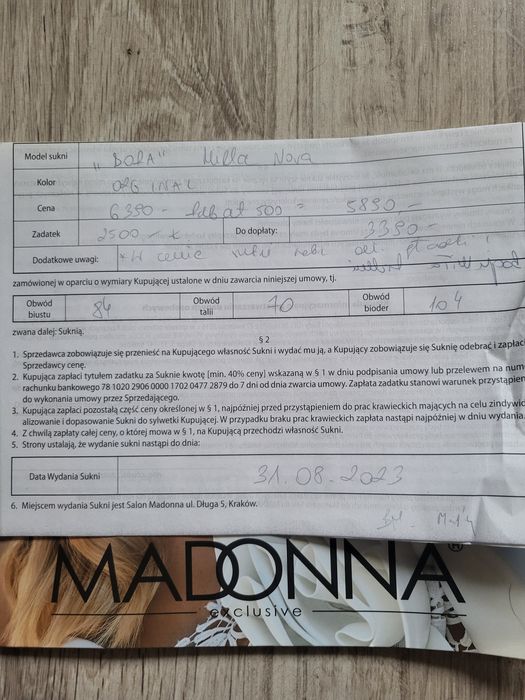 Model sukni „BOPA" Milla Nova
Kolor ORGINAL
Cena 6390 - rabat 500 = 5890 -
Zadatek 2500 - Do dopłaty: 3390 -
Dodatkowe uwagi: * W cenie
zamówionej w oparciu o wymiary Kupującej ustalone w dniu zawarcia niniejszej umowy, tj.
Obwód biustu 84 Obwód talii 70 Obwód bioder 104
zwana dalej: Suknią.
§ 2
1. Sprzedawca zobowiązuje się przenieść na Kupującego własność Sukni i wydać mu ją, a Kupujący zobowiązuje się Suknię odebrać i zapłaci
Sprzedawcy cenę.
2. Kupująca zapłaci tytułem zadatku za Suknie kwotę (min. 40% ceny) wskazaną w § 1 w dniu podpisania umowy lub przelewem na num
rachunku bankowego 78 1020 2906 0000 1702 0477 2879 do 7 dni od dnia zawarcia umowy. Zapłata zadatku stanowi warunek przystąpien
do wykonania umowy przez Sprzedającego.
3. Kupująca zapłaci pozostałą część ceny określonej w § 1, najpóźniej przed przystąpieniem do prac krawieckich mających na celu zindywid
alizowanie i dopasowanie Sukni do sylwetki Kupującej. W przypadku braku prac krawieckich zapłata nastąpi najpóźniej w dniu wydania.
4. Z chwilą zapłaty całej ceny, o której mowa w § 1, na Kupującą przechodzi własność Sukni.
5. Strony ustalają, że wydanie sukni nastąpi do dnia:
Data Wydania Sukni 31.08.2023
6. Miejscem wydania Sukni jest Salon Madonna ul. Długa 5, Kraków.
MADONNA®
exclusive